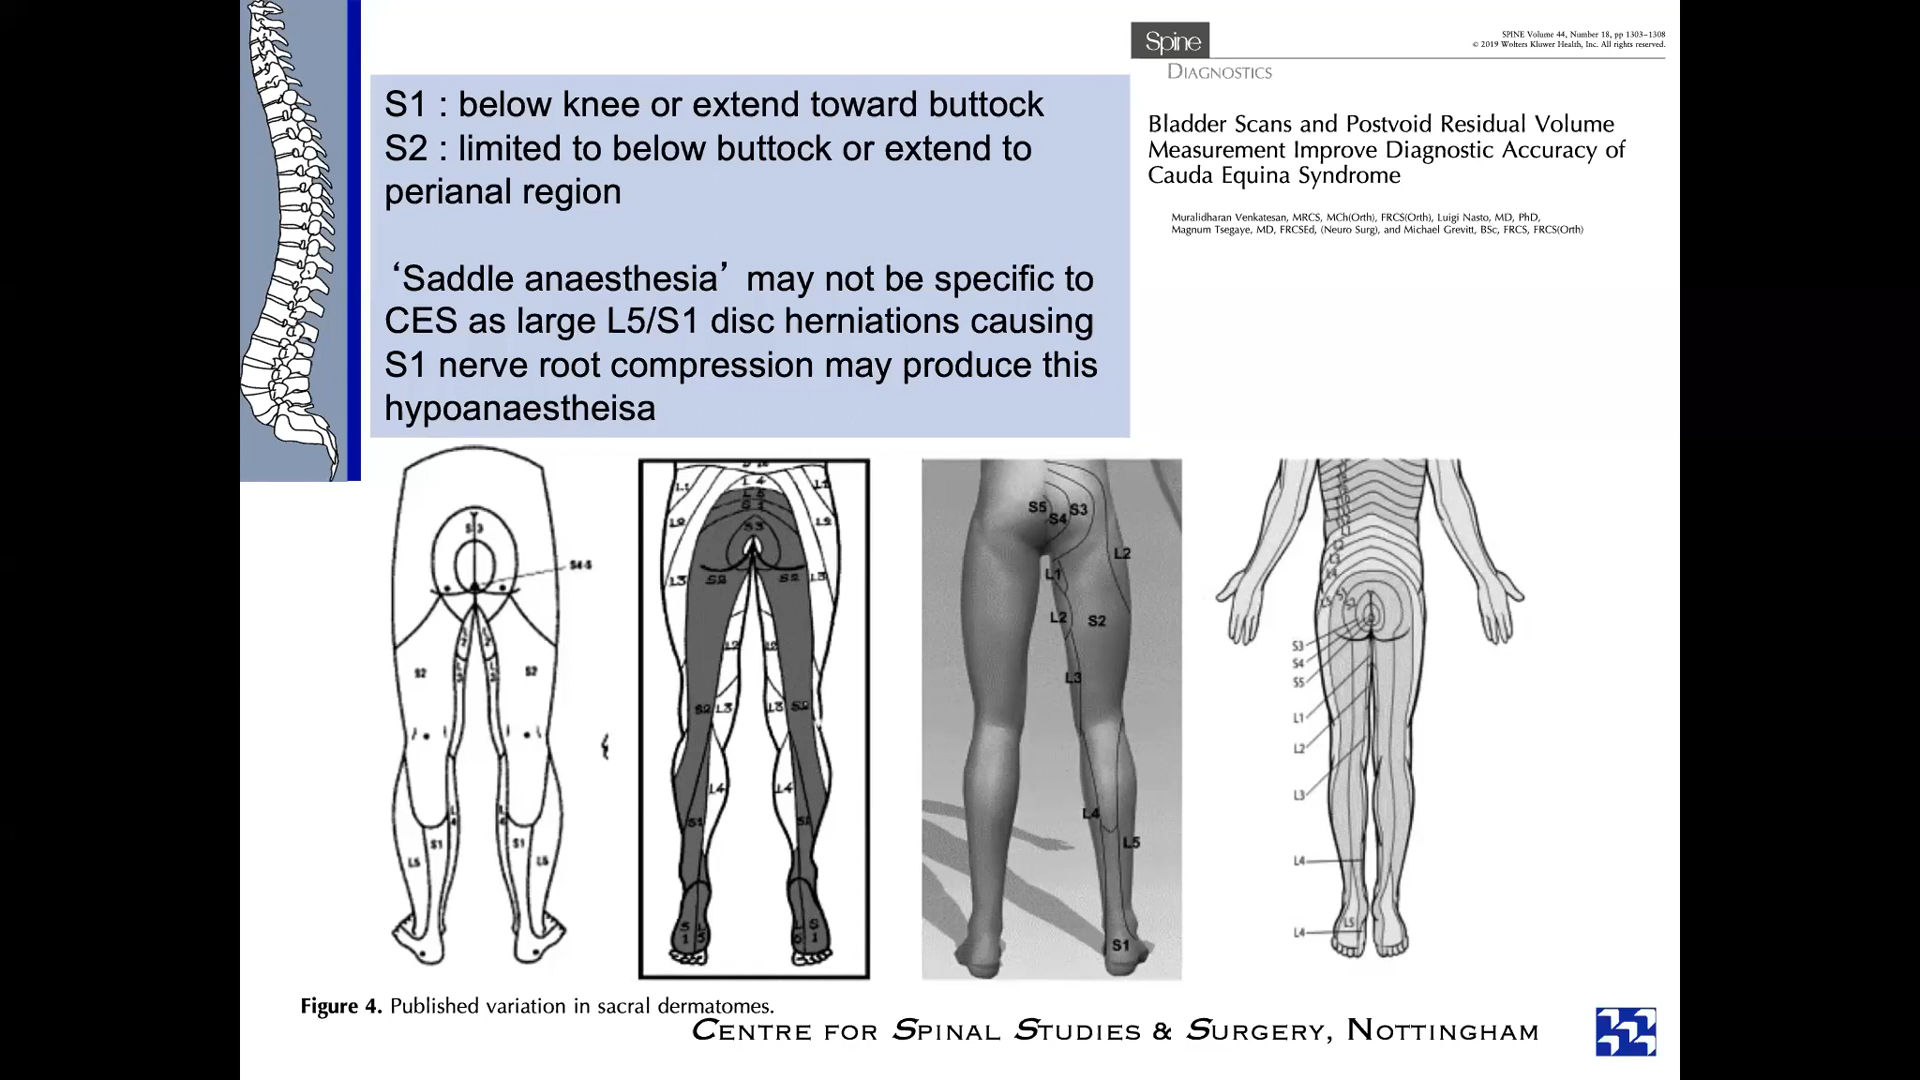 Spine
SPINE Volume 44, Number 18, pp 1303–1308
© 2019 Wolters Kluwer Health, Inc. All rights reserved.
DIAGNOSTICS
S1 : below knee or extend toward buttock
S2 : limited to below buttock or extend to
perianal region
‘Saddle anaesthesia’ may not be specific to
CES as large L5/S1 disc herniations causing
S1 nerve root compression may produce this
hypoanaestheisa
Bladder Scans and Postvoid Residual Volume
Measurement Improve Diagnostic Accuracy of
Cauda Equina Syndrome
Muralidharan Venkatesan, MRCS, MCh(Orth), FRCS(Orth), Luigi Nasto, MD, PhD,
Magnum Tsegaye, MD, FRCSEd, (Neuro Surg), and Michael Grevitt, BSc, FRCS, FRCS(Orth)
S3
S4-5
S2 S2
S1 S1
L5 L5
L4
L1 L1
L2
L3 L3
S3
S2 S2
L2
S2 L3 L3 S2
L4 L4
S1 S1
S5
S4
S3
L2
L1
L2
S2
L3
L4
L5
S1
S3
S4
S5
L1
L2
L3
L4
L5
L4
Figure 4. Published variation in sacral dermatomes.
CENTRE FOR SPINAL STUDIES & SURGERY, NOTTINGHAM